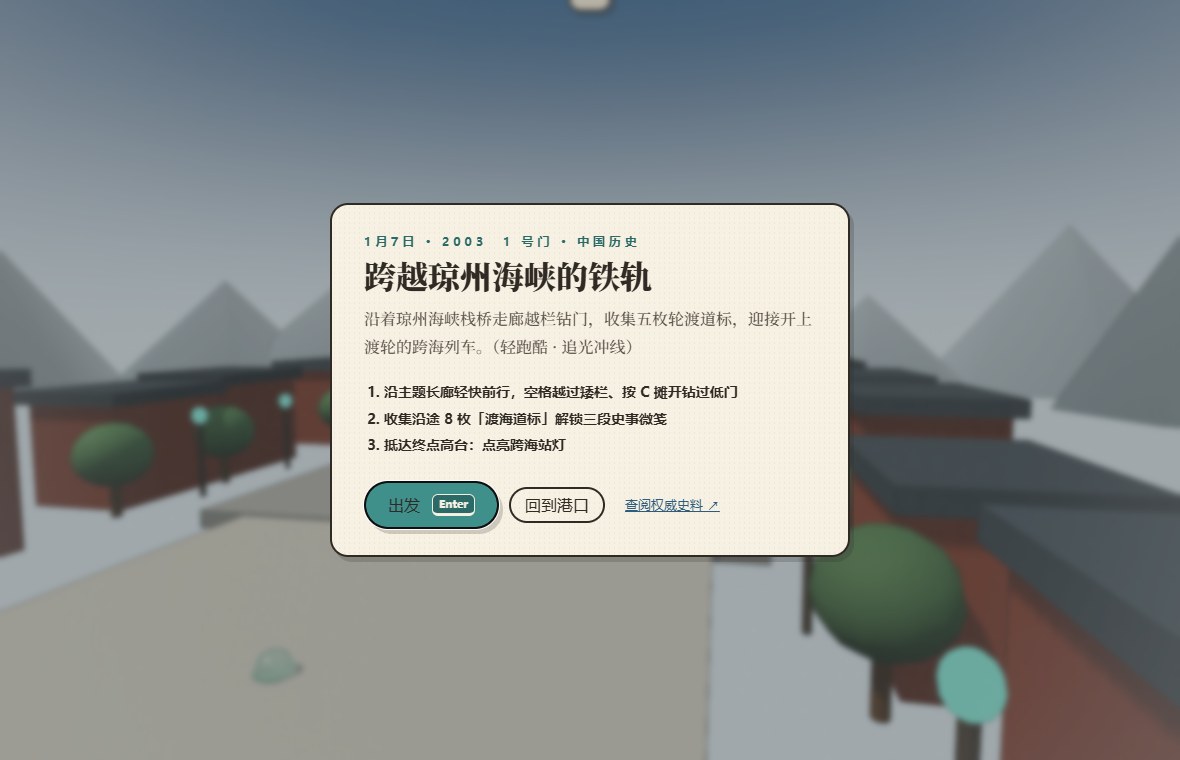 1月7日 · 2003 1 号门 · 中国历史
跨越琼州海峡的铁轨
沿着琼州海峡栈桥走廊越栏钻门，收集五枚轮渡道标，迎接开上
渡轮的跨海列车。（轻跑酷 · 追光冲线）
1. 沿主题长廊轻快前行，空格越过矮栏、按 C 摊开钻过低门
2. 收集沿途 8 枚「渡海道标」解锁三段史事微笺
3. 抵达终点高台：点亮跨海站灯
出发 Enter 回到港口 查阅权威史料 ↗